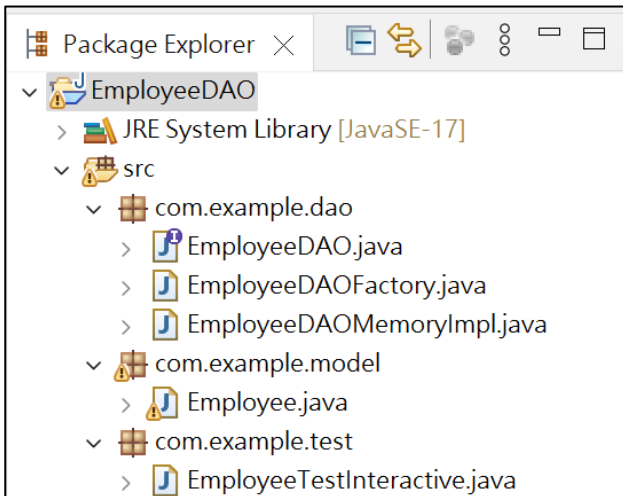 Package Explorer
EmployeeDAO
JRE System Library [JavaSE-17]
src
com.example.dao
EmployeeDAO.java
EmployeeDAOFactory.java
EmployeeDAOMemoryImpl.java
com.example.model
Employee.java
com.example.test
EmployeeTestInteractive.java